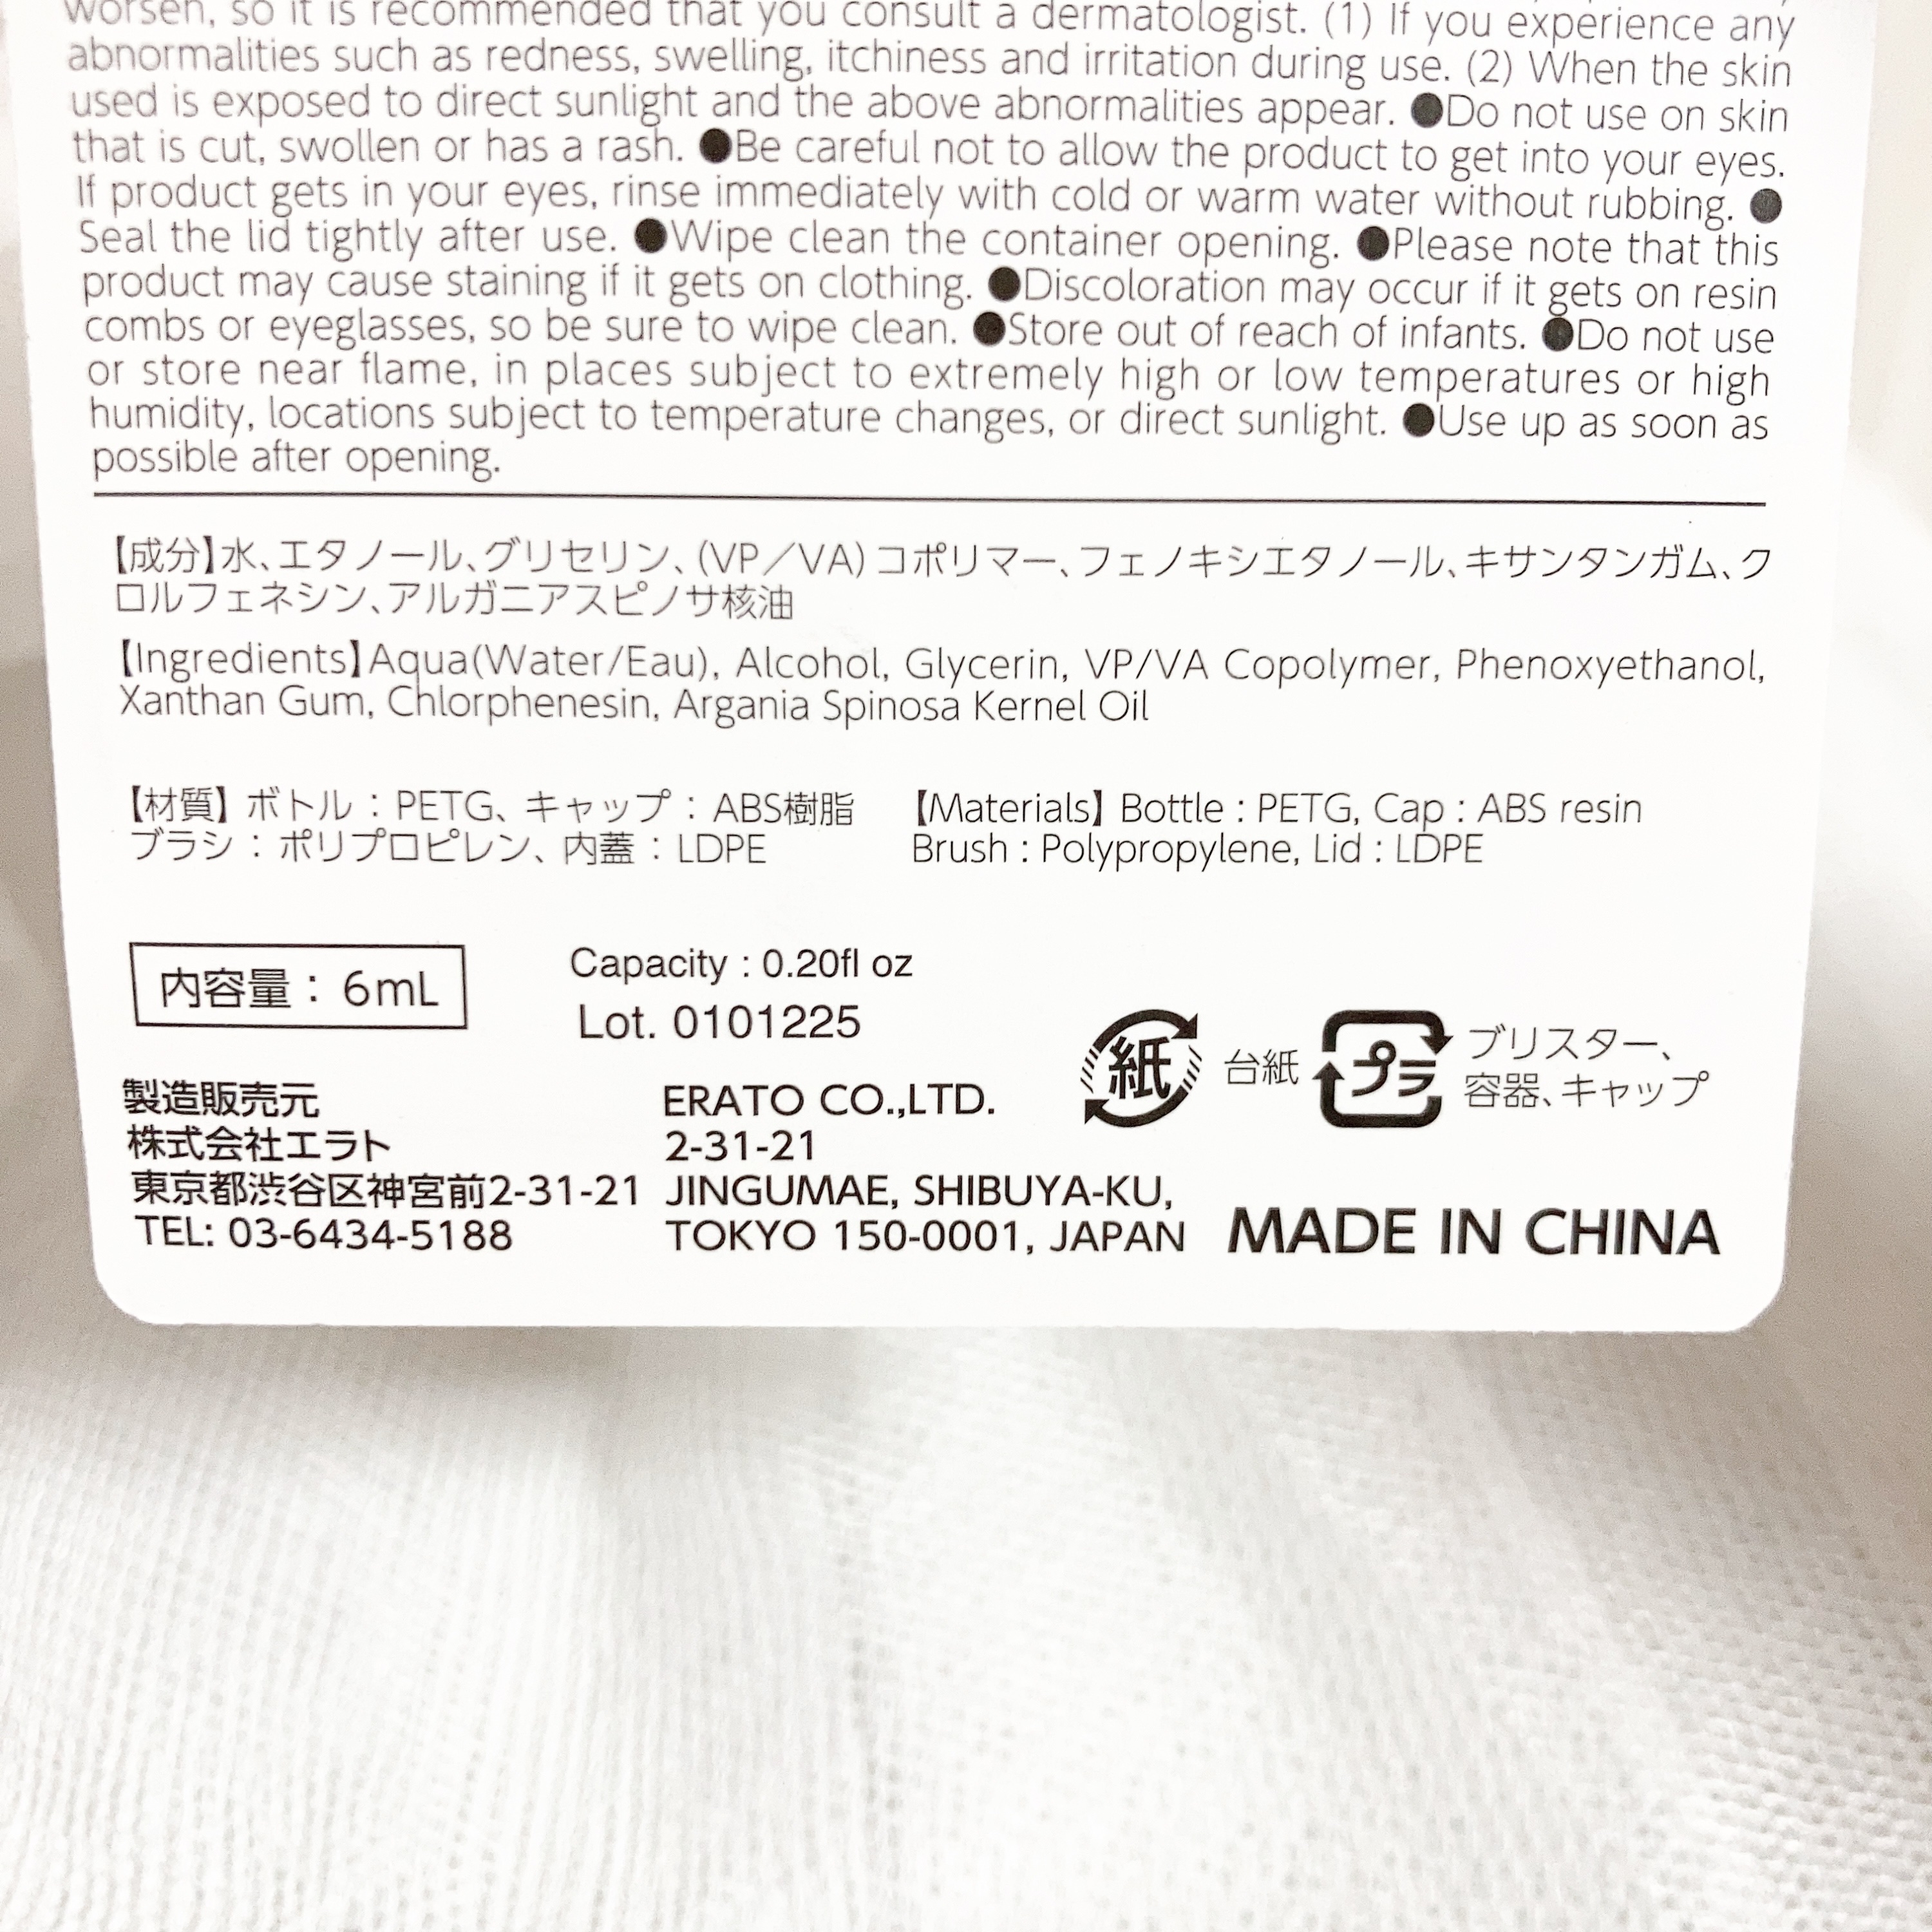 worsen, so it is recommended that you consult a dermatologist. (1) If you experience any
abnormalities such as redness, swelling, itchiness and irritation during use. (2) When the skin
used is exposed to direct sunlight and the above abnormalities appear. ●Do not use on skin
that is cut, swollen or has a rash. ●Be careful not to allow the product to get into your eyes.
If product gets in your eyes, rinse immediately with cold or warm water without rubbing. ●
Seal the lid tightly after use. ●Wipe clean the container opening. ●Please note that this
product may cause staining if it gets on clothing. ●Discoloration may occur if it gets on resin
combs or eyeglasses, so be sure to wipe clean. ●Store out of reach of infants. ●Do not use
or store near flame, in places subject to extremely high or low temperatures or high
humidity, locations subject to temperature changes, or direct sunlight. ●Use up as soon as
possible after opening.
【成分】水、エタノール、グリセリン、(VP／VA)コポリマー、フェノキシエタノール、キサンタンガム、ク
ロルフェネシン、アルガニアスピノサ核油
【Ingredients】Aqua(Water/Eau), Alcohol, Glycerin, VP/VA Copolymer, Phenoxyethanol,
Xanthan Gum, Chlorphenesin, Argania Spinosa Kernel Oil
【材質】ボトル：PETG、キャップ：ABS樹脂
ブラシ：ポリプロピレン、内蓋：LDPE
【Materials】Bottle : PETG, Cap : ABS resin
Brush : Polypropylene, Lid : LDPE
内容量：6mL
Capacity : 0.20fl oz
Lot. 0101225
紙 台紙
プラ ブリスター、
容器、キャップ
製造販売元
株式会社エラト
東京都渋谷区神宮前2-31-21
TEL: 03-6434-5188
ERATO CO.,LTD.
2-31-21
JINGUMAE, SHIBUYA-KU,
TOKYO 150-0001, JAPAN
MADE IN CHINA